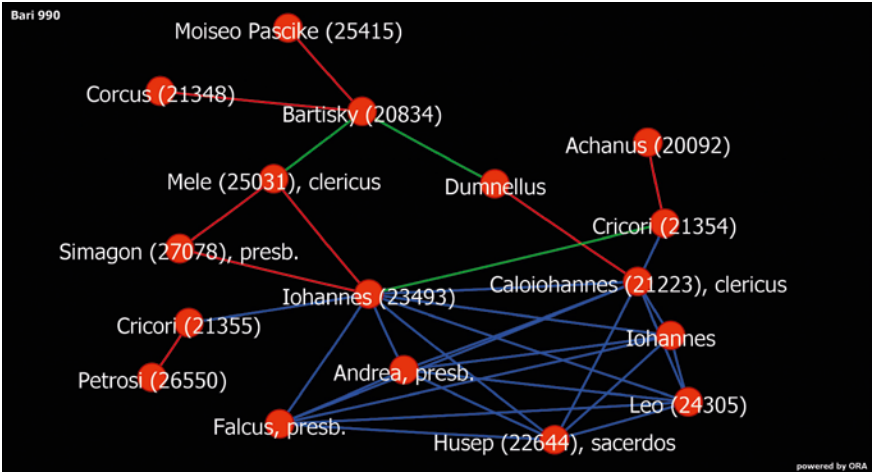 Bari 990
Moiseo Pascike (25415)
Corcus (21348)
Bartisky (20834)
Achanus (20092)
Mele (25031), clericus
Dumnellus
Cricori (21354)
Simagon (27078), presb.
Caloiohannes (21223), clericus
Iohannes (23493)
Cricori (21355)
Iohannes
Andrea, presb.
Petrosi (26550)
Leo (24305)
Falcus, presb.
Husep (22644), sacerdos
powered by ORA